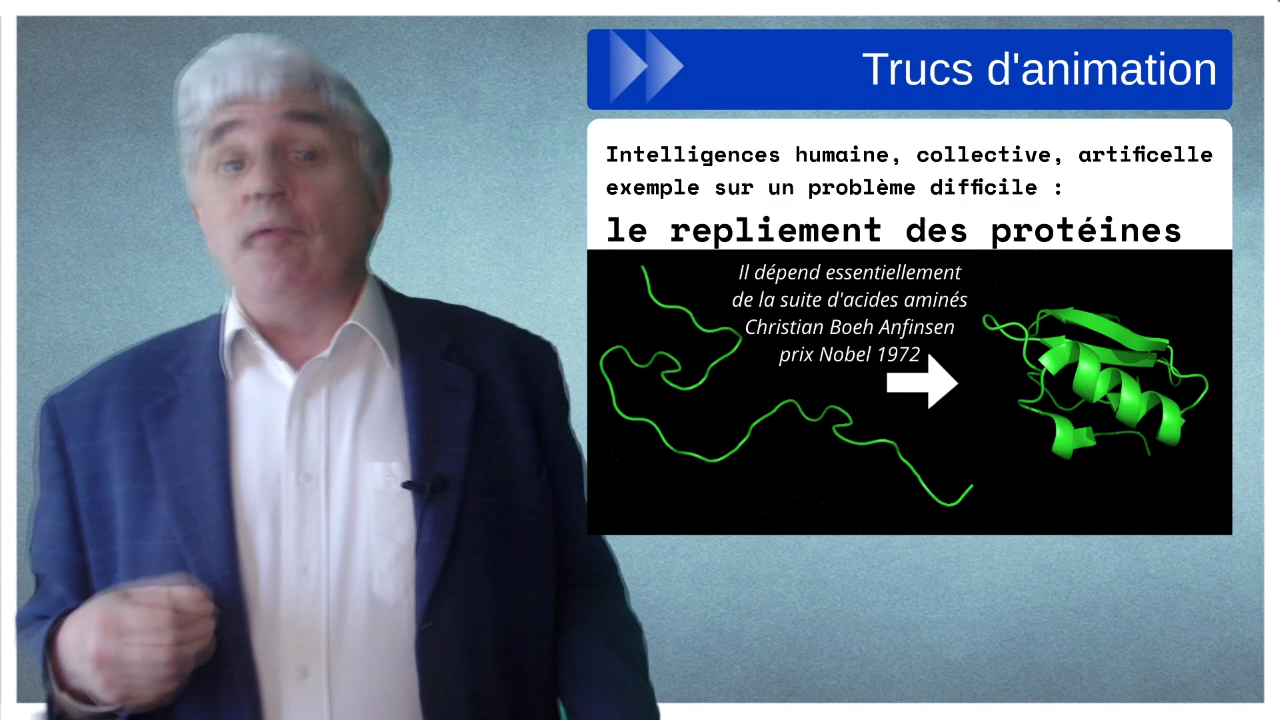 Trucs d'animation
Intelligences humaine, collective, artificelle
exemple sur un problème difficile :
le repliement des protéines
Il dépend essentiellement
de la suite d'acides aminés
Christian Boeh Anfinsen
prix Nobel 1972